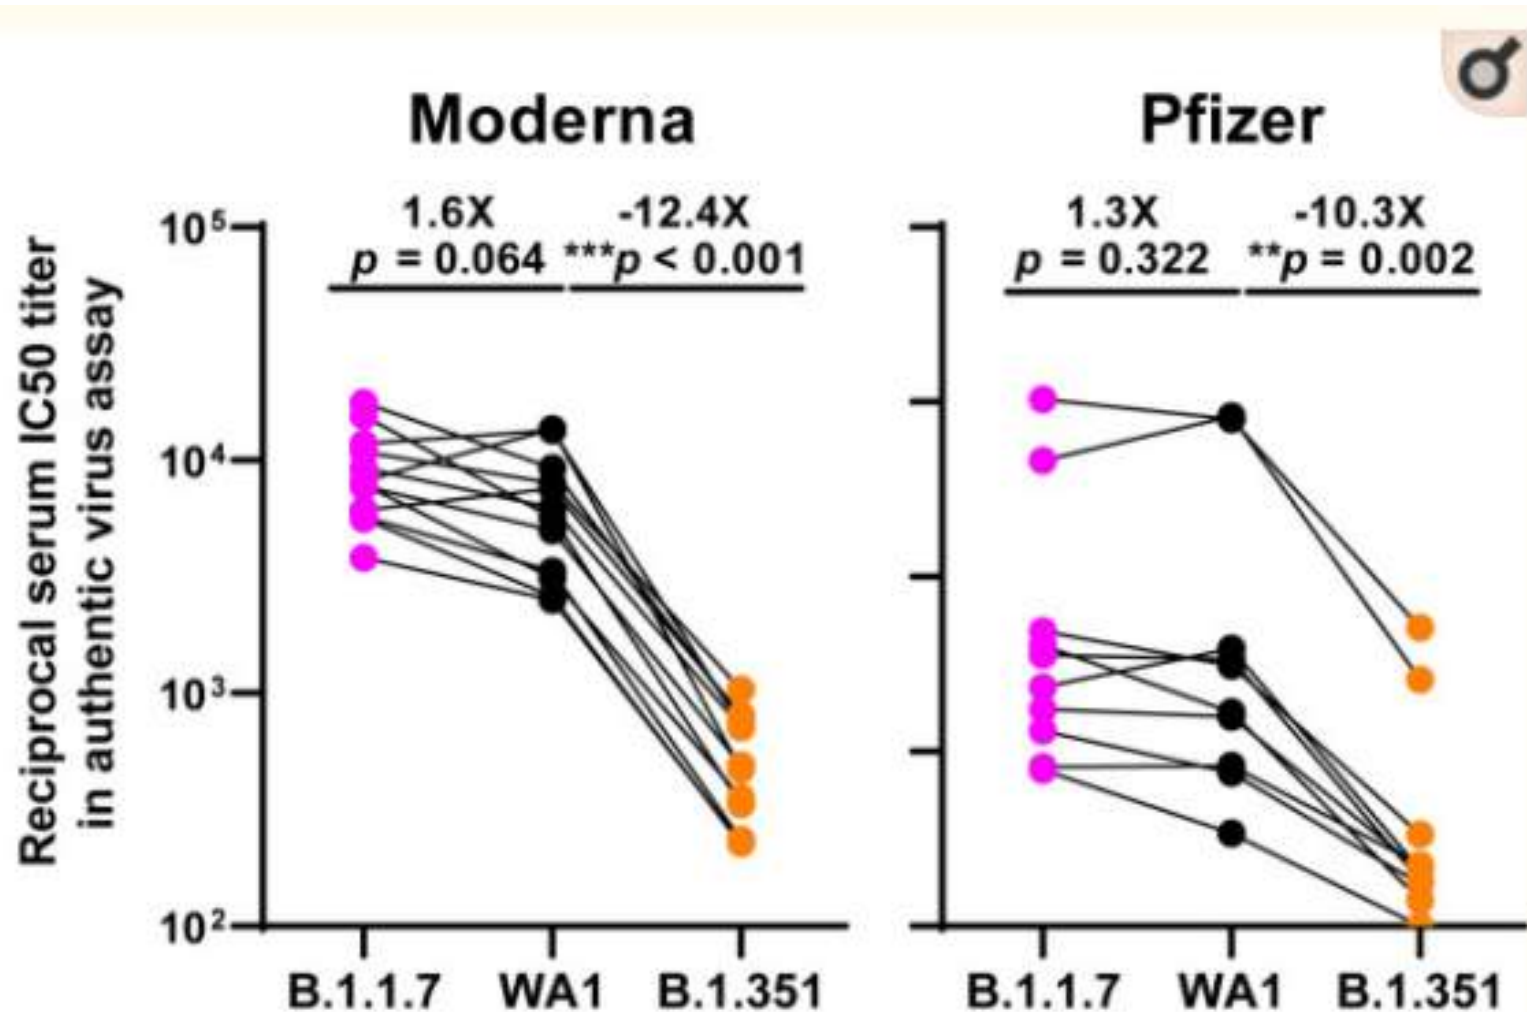 Moderna
Pfizer
1.6X
-12.4X
p = 0.064
***p < 0.001
1.3X
-10.3X
p = 0.322
**p = 0.002
Reciprocal serum IC50 titer
in authentic virus assay
10⁵
10⁴
10³
10²
B.1.1.7
WA1
B.1.351
B.1.1.7
WA1
B.1.351